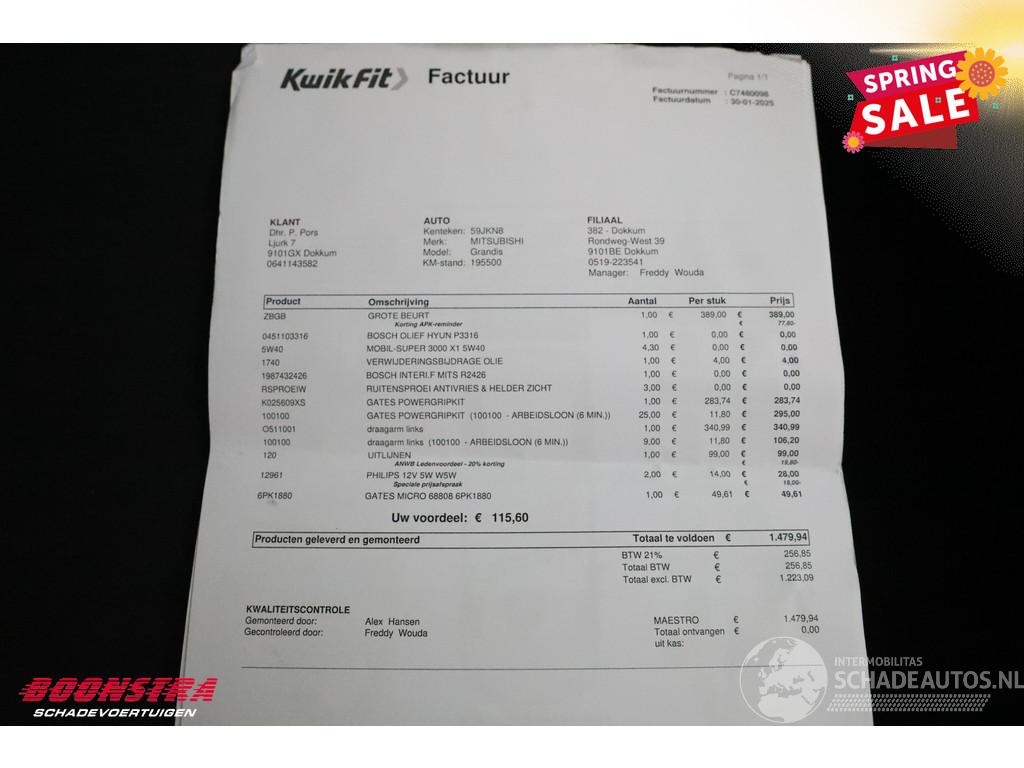 KwikFit Factuur
Pagina 1/1
Factuurnummer : C7480098
Factuurdatum : 30-01-2025
SPRING
SALE
KLANT
Dhr. P. Pors
Ljurk 7
9101GX Dokkum
0641143582
AUTO
Kenteken: 59JKN8
Merk: MITSUBISHI
Model: Grandis
KM-stand: 195500
FILIAAL
382 - Dokkum
Rondweg-West 39
9101BE Dokkum
0519-223541
Manager: Freddy Wouda
Product Omschrijving Aantal Per stuk Prijs
ZBGB GROTE BEURT 1,00 € 389,00 € 389,00
Korting APK-reminder € 77,80-
0451103316 BOSCH OLIEF HYUN P3316 1,00 € 0,00 € 0,00
5W40 MOBIL-SUPER 3000 X1 5W40 4,30 € 0,00 € 0,00
1740 VERWIJDERINGSBIJDRAGE OLIE 1,00 € 4,00 € 4,00
1987432426 BOSCH INTERI.F MITS R2426 1,00 € 0,00 € 0,00
RSPROEIW RUITENSPROEI ANTIVRIES & HELDER ZICHT 3,00 € 0,00 € 0,00
K025609XS GATES POWERGRIPKIT 1,00 € 283,74 € 283,74
100100 GATES POWERGRIPKIT (100100 - ARBEIDSLOON (6 MIN.)) 25,00 € 11,80 € 295,00
O511001 draagarm links 1,00 € 340,99 € 340,99
100100 draagarm links (100100 - ARBEIDSLOON (6 MIN.)) 9,00 € 11,80 € 106,20
120 UITLIJNEN 1,00 € 99,00 € 99,00
ANWB Ledenvoordeel - 20% korting € 19,80-
12961 PHILIPS 12V 5W W5W 2,00 € 14,00 € 28,00
Speciale prijsafspraak € 18,00-
6PK1880 GATES MICRO 68808 6PK1880 1,00 € 49,61 € 49,61
Uw voordeel: € 115,60
Producten geleverd en gemonteerd Totaal te voldoen € 1.479,94
BTW 21% € 256,85
Totaal BTW € 256,85
Totaal excl. BTW € 1.223,09
KWALITEITSCONTROLE
Gemonteerd door: Alex Hansen
Gecontroleerd door: Freddy Wouda
MAESTRO € 1.479,94
Totaal ontvangen € 0,00
uit kas:
BOONSTRA
SCHADEVOERTUIGEN
INTERMOBILITAS
SCHADEAUTOS.NL